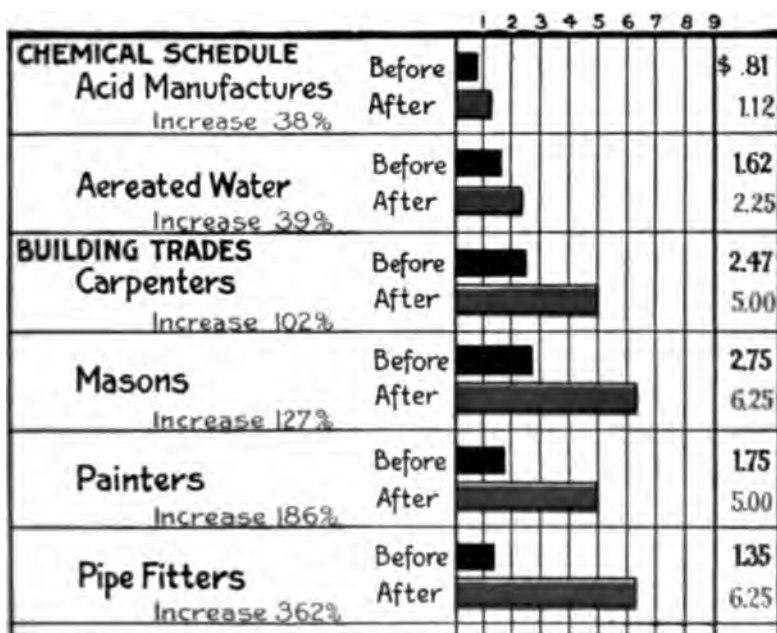 1 2 3 4 5 6 7 8 9
CHEMICAL SCHEDULE
Acid Manufactures
Increase 38%
Before $ .81
After 1.12
Aereated Water
Increase 39%
Before 1.62
After 2.25
BUILDING TRADES
Carpenters
Increase 102%
Before 2.47
After 5.00
Masons
Increase 127%
Before 2.75
After 6.25
Painters
Increase 186%
Before 1.75
After 5.00
Pipe Fitters
Increase 362%
Before 1.35
After 6.25